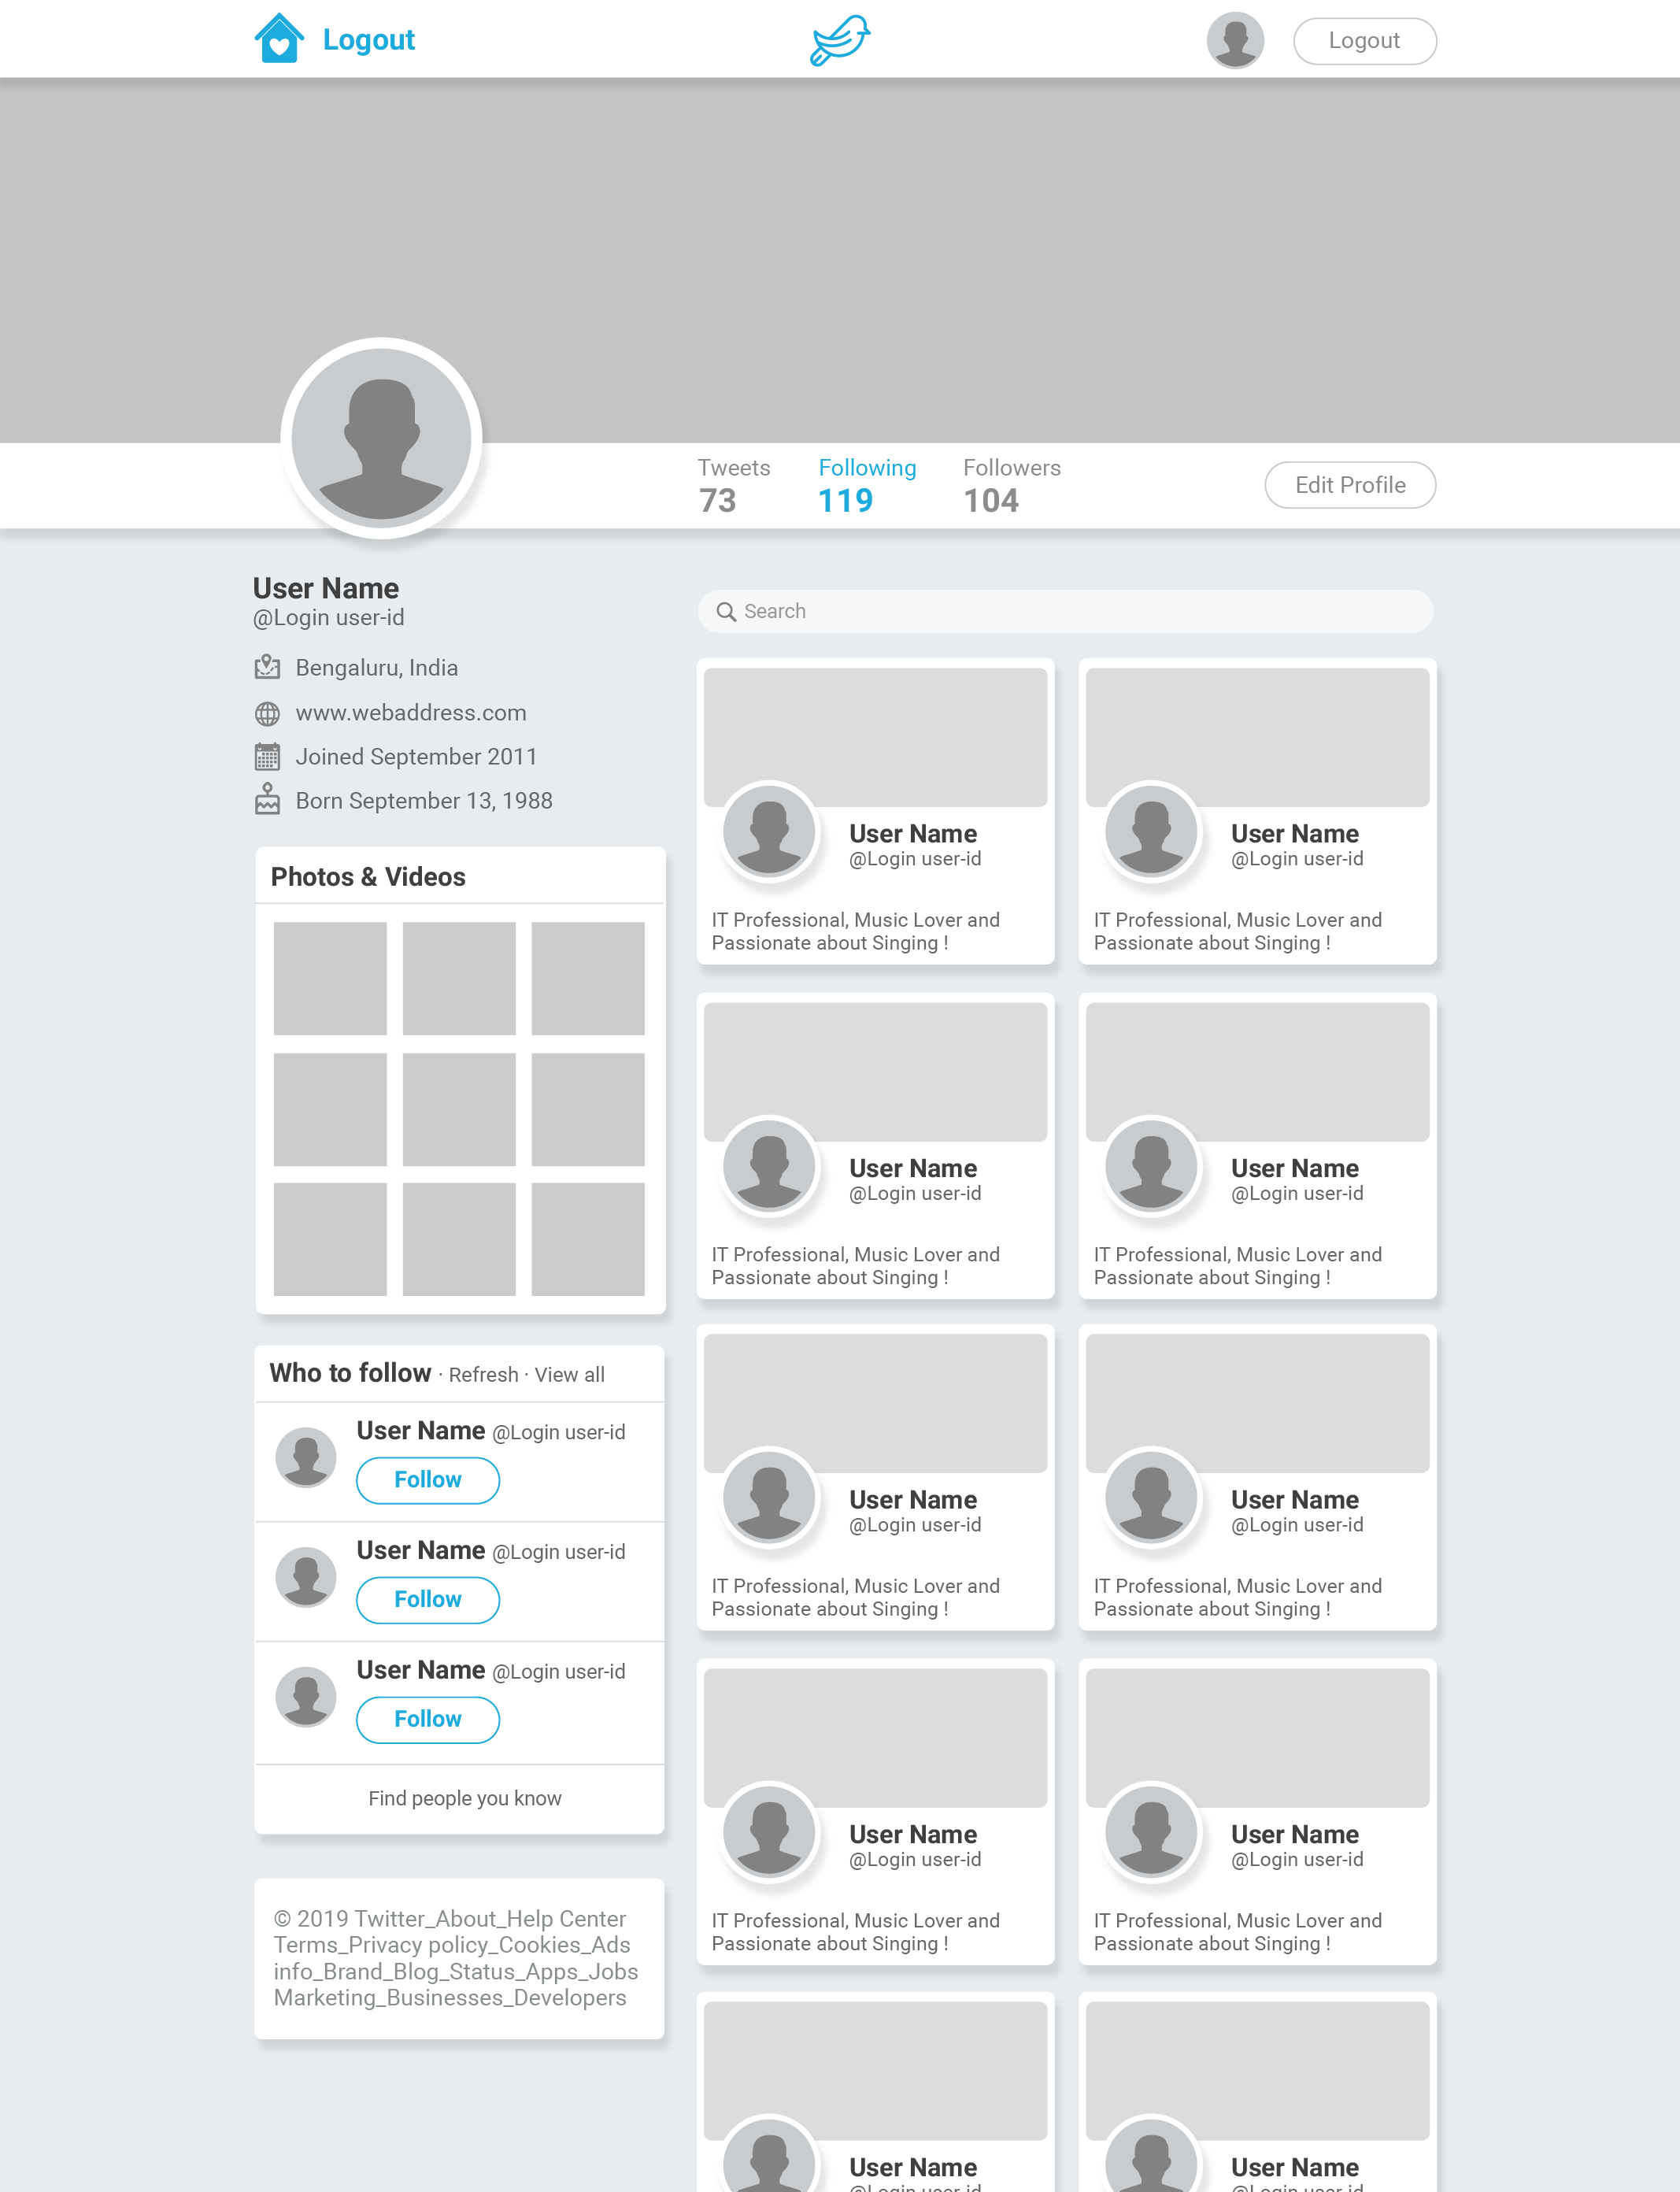 Logout
Logout
Tweets Following Followers
73 119 104
Edit Profile
User Name
@Login user-id
Bengaluru, India
www.webaddress.com
Joined September 2011
Born September 13, 1988
Photos & Videos
Who to follow · Refresh · View all
User Name @Login user-id
Follow
User Name @Login user-id
Follow
User Name @Login user-id
Follow
Find people you know
© 2019 Twitter_About_Help Center
Terms_Privacy policy_Cookies_Ads
info_Brand_Blog_Status_Apps_Jobs
Marketing_Businesses_Developers
Search
User Name
@Login user-id
IT Professional, Music Lover and
Passionate about Singing !
User Name
@Login user-id
IT Professional, Music Lover and
Passionate about Singing !
User Name
@Login user-id
IT Professional, Music Lover and
Passionate about Singing !
User Name
@Login user-id
IT Professional, Music Lover and
Passionate about Singing !
User Name
@Login user-id
IT Professional, Music Lover and
Passionate about Singing !
User Name
@Login user-id
IT Professional, Music Lover and
Passionate about Singing !
User Name
@Login user-id
IT Professional, Music Lover and
Passionate about Singing !
User Name
@Login user-id
IT Professional, Music Lover and
Passionate about Singing !
User Name
@Login user-id
User Name
@Login user-id